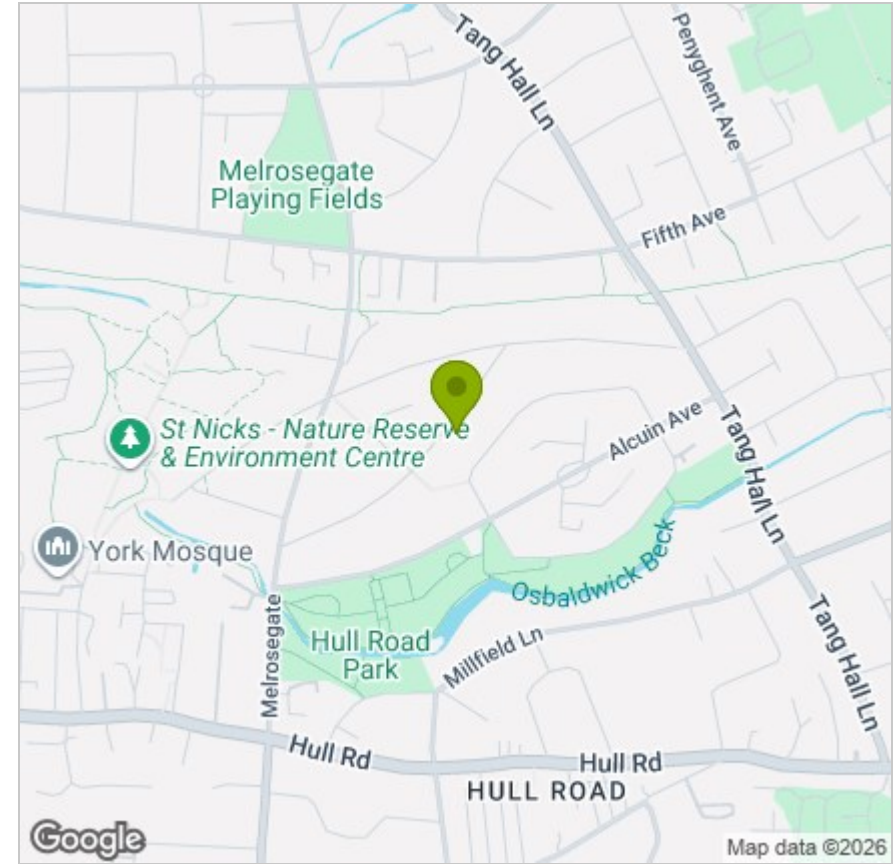 Tang Hall Ln
Penyghent Ave
Melrosegate
Playing Fields
Fifth Ave
St Nicks - Nature Reserve
& Environment Centre
Alcuin Ave
Tang Hall Ln
York Mosque
Osbaldwick Beck
Melrosegate
Hull Road
Park
Millfield Ln
Tang Hall Ln
Hull Rd
Hull Rd
HULL ROAD
Google
Map data ©2026